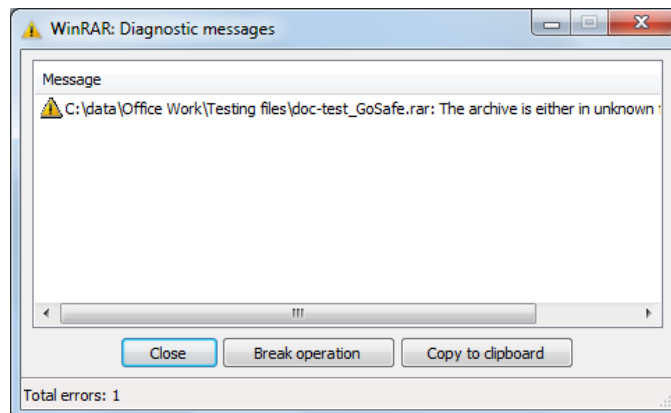 WinRAR: Diagnostic messages
Message
C:\data\Office Work\Testing files\doc-test_GoSafe.rar: The archive is either in unknown
Close
Break operation
Copy to clipboard
Total errors: 1